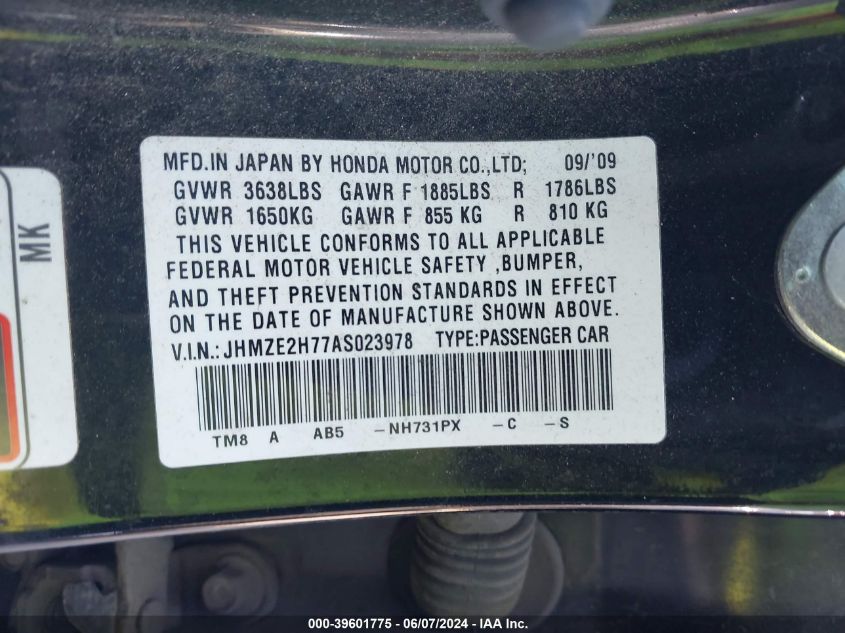 MFD.IN JAPAN BY HONDA MOTOR CO.,LTD; 09/'09
GVWR 3638LBS GAWR F 1885LBS R 1786LBS
GVWR 1650KG GAWR F 855 KG R 810 KG
THIS VEHICLE CONFORMS TO ALL APPLICABLE
FEDERAL MOTOR VEHICLE SAFETY ,BUMPER,
AND THEFT PREVENTION STANDARDS IN EFFECT
ON THE DATE OF MANUFACTURE SHOWN ABOVE.
V.I.N.: JHMZE2H77AS023978 TYPE:PASSENGER CAR
TM8 A AB5 -NH731PX -C -S
MK
000-39601775 - 06/07/2024 - IAA Inc.